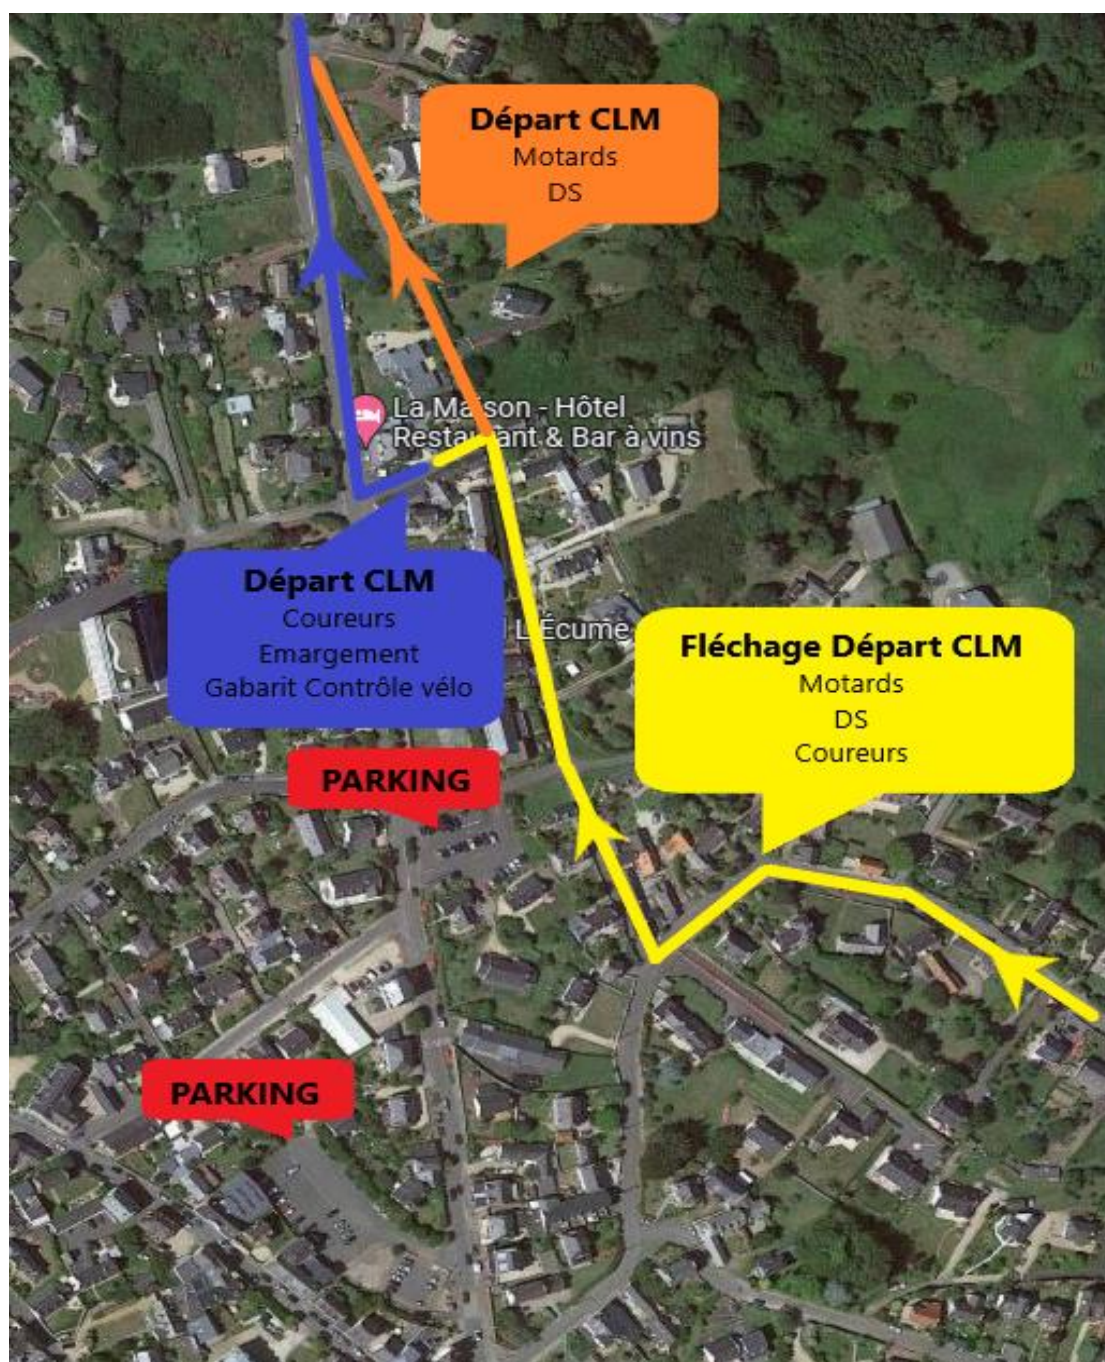 Départ CLM
Motards
DS
La Maison - Hôtel
Restaurant & Bar à vins
Départ CLM
Coureurs
Emargement
Gabarit Contrôle vélo
L'Écume
Fléchage Départ CLM
Motards
DS
Coureurs
PARKING
PARKING